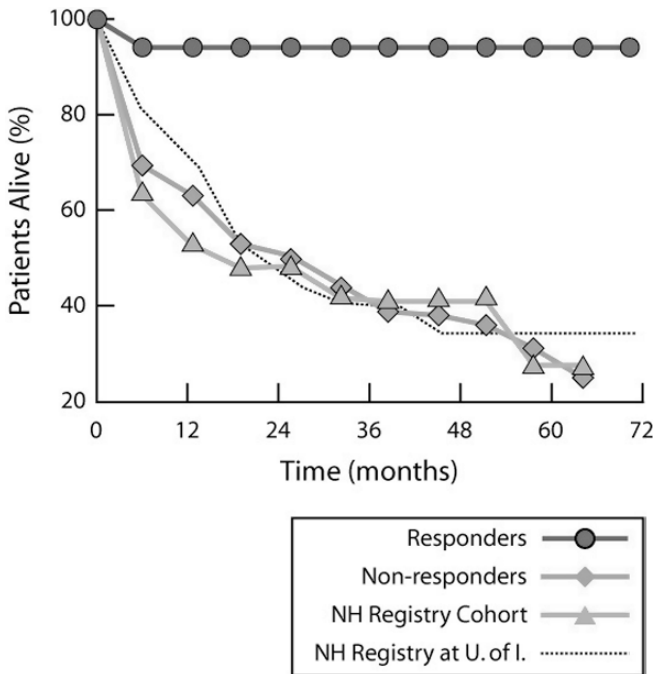 100
80
60
40
20
Patients Alive (%)
0 12 24 36 48 60 72
Time (months)
Responders
Non-responders
NH Registry Cohort
NH Registry at U. of I.